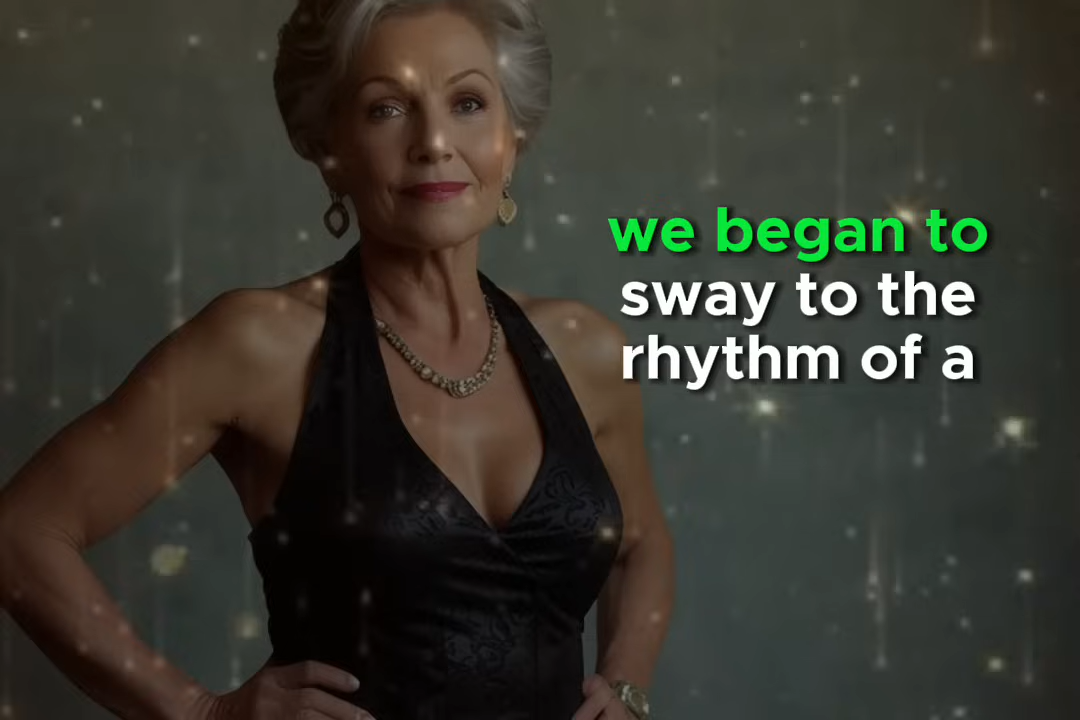 we began to
sway to the
rhythm of a